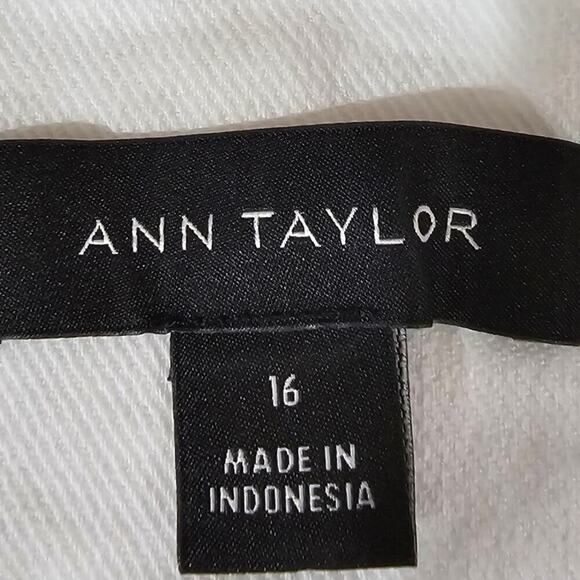 ANN TAYLOR
16
MADE IN
INDONESIA